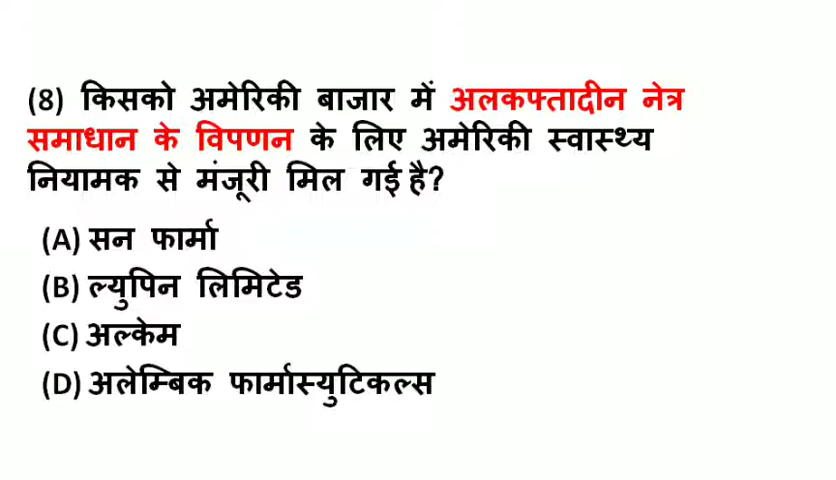 (8) किसको अमेरिकी बाजार में अलकफ्तादीन नेत्र
समाधान के विपणन के लिए अमेरिकी स्वास्थ्य
नियामक से मंजूरी मिल गई है?
(A) सन फार्मा
(B) ल्युपिन लिमिटेड
(C) अल्केम
(D) अलेम्बिक फार्मास्युटिकल्स